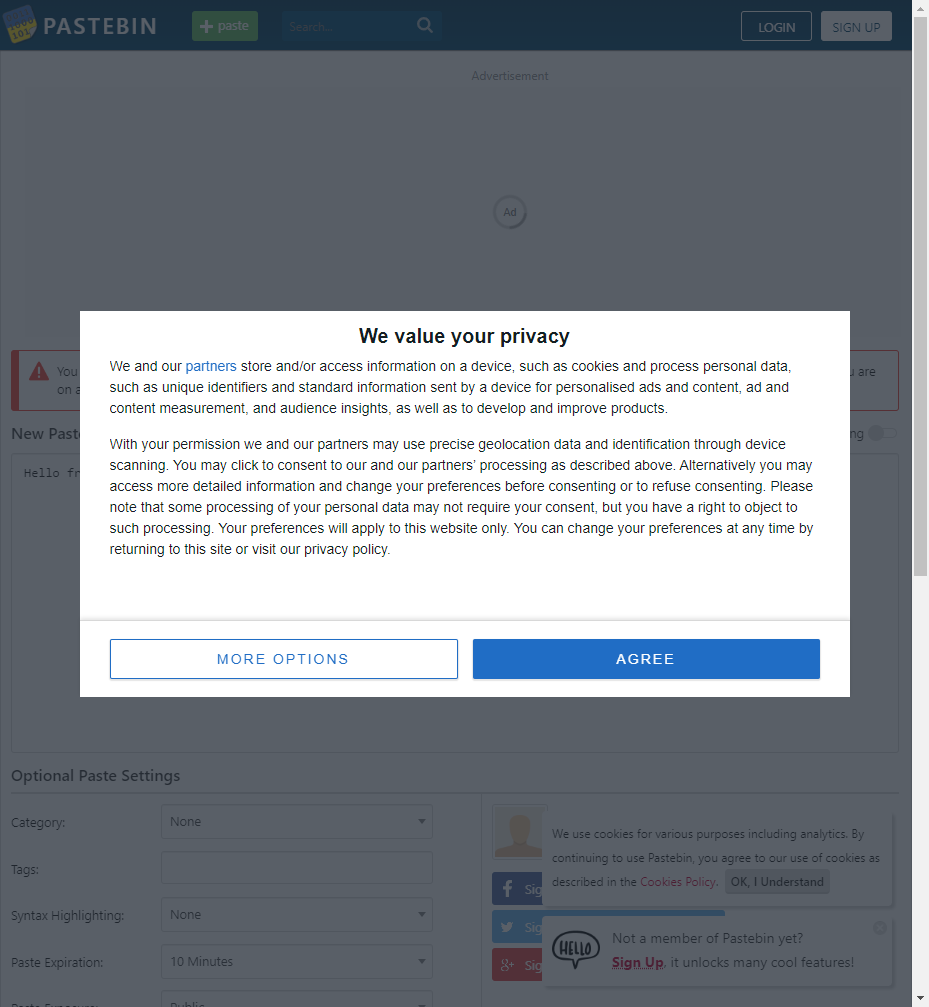 PASTEBIN
+ paste
Search...
LOGIN
SIGN UP
Advertisement
Ad
We value your privacy
We and our partners store and/or access information on a device, such as cookies and process personal data,
such as unique identifiers and standard information sent by a device for personalised ads and content, ad and
content measurement, and audience insights, as well as to develop and improve products.
With your permission we and our partners may use precise geolocation data and identification through device
scanning. You may click to consent to our and our partners’ processing as described above. Alternatively you may
access more detailed information and change your preferences before consenting or to refuse consenting. Please
note that some processing of your personal data may not require your consent, but you have a right to object to
such processing. Your preferences will apply to this website only. You can change your preferences at any time by
returning to this site or visit our privacy policy.
MORE OPTIONS
AGREE
You
are
on a
New Paste
ng
Hello fr
Optional Paste Settings
Category:
None
Tags:
Syntax Highlighting:
None
Paste Expiration:
10 Minutes
Paste Exposure:
Public
We use cookies for various purposes including analytics. By
continuing to use Pastebin, you agree to our use of cookies as
described in the Cookies Policy. OK, I Understand
Sig
Sig
Sig
HELLO
Not a member of Pastebin yet?
Sign Up, it unlocks many cool features!